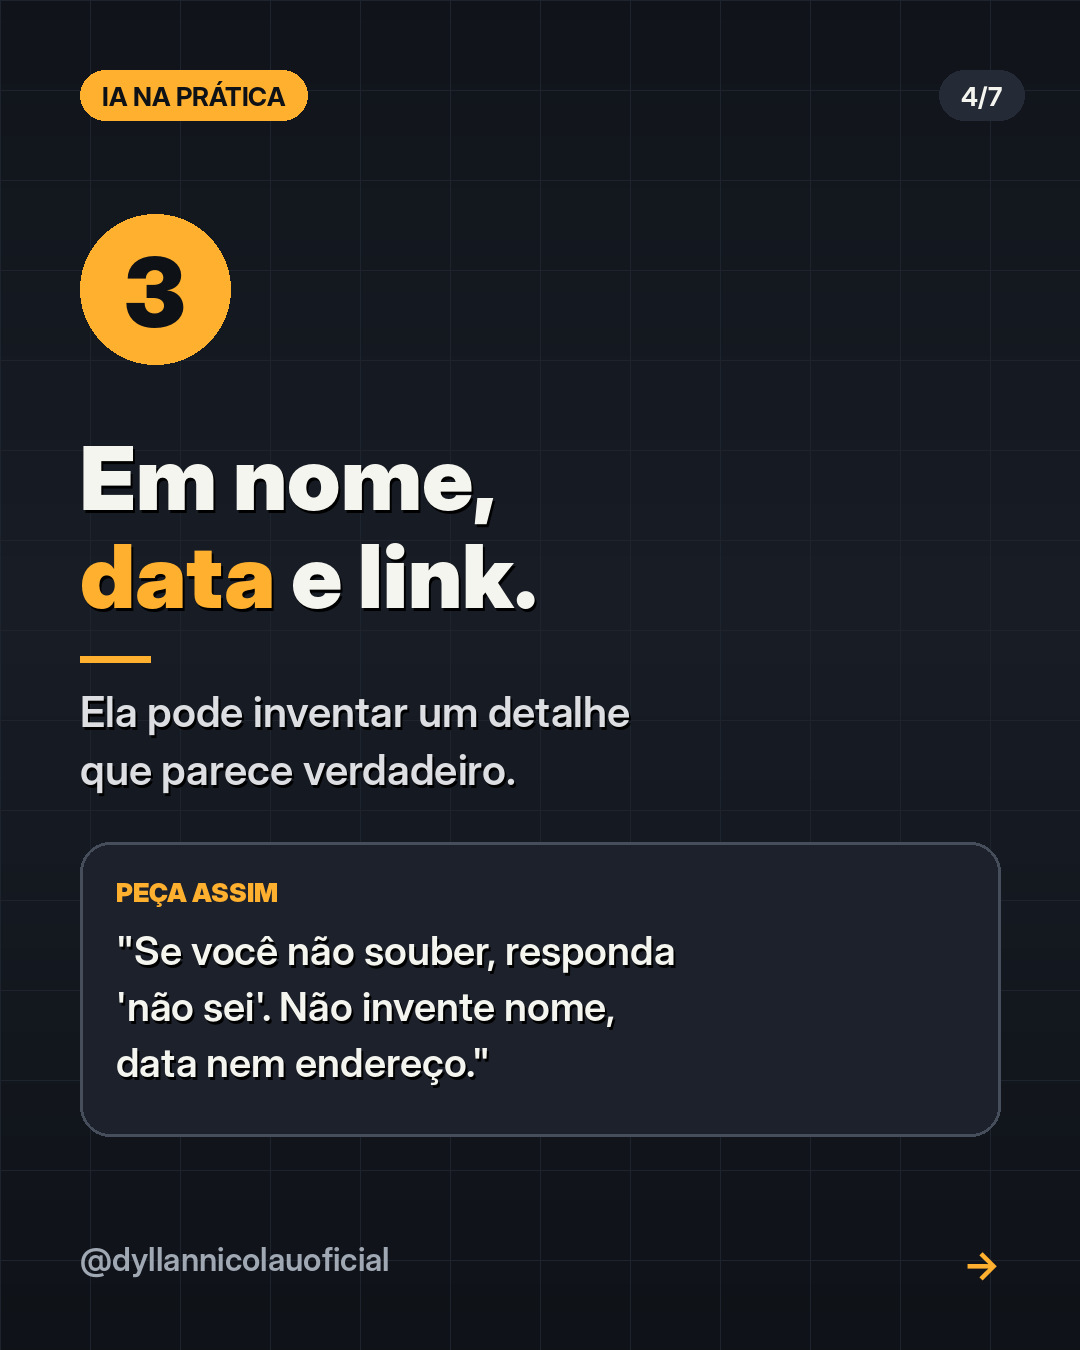 IA NA PRÁTICA
4/7
3
Em nome,
data e link.
Ela pode inventar um detalhe
que parece verdadeiro.
PEÇA ASSIM
"Se você não souber, responda
'não sei'. Não invente nome,
data nem endereço."
@dyllannicolauoficial
→